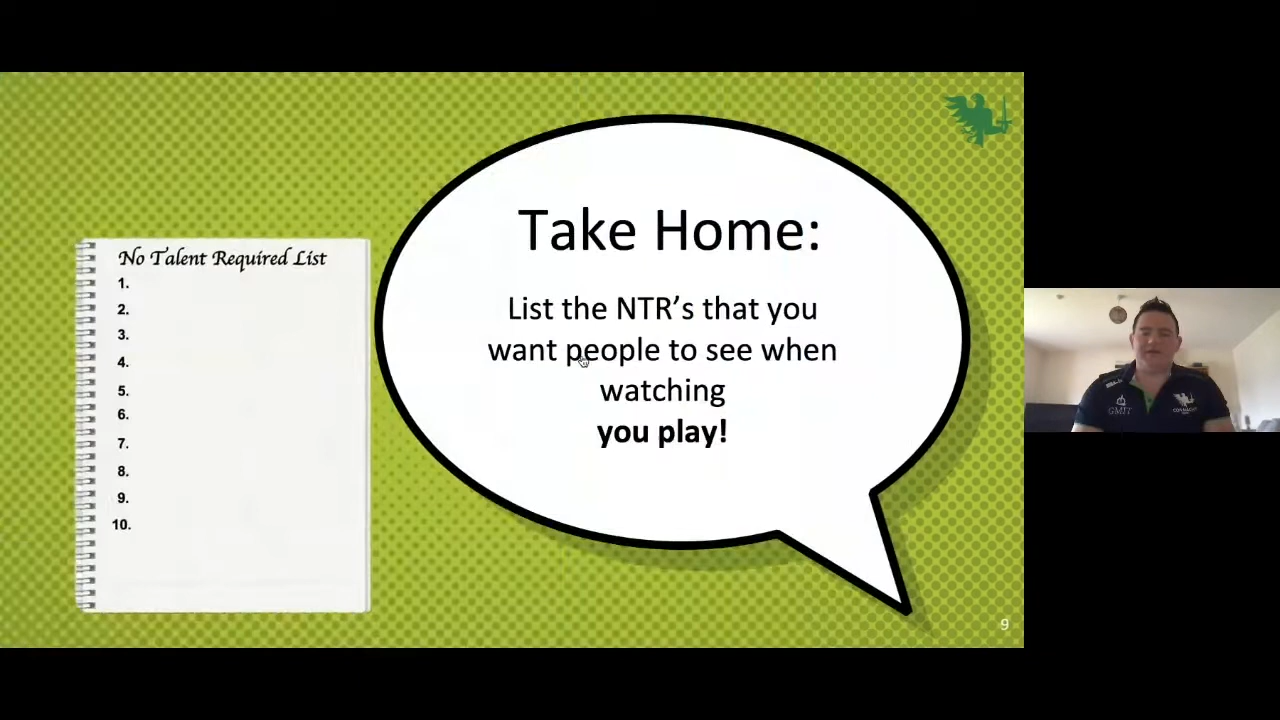 No Talent Required List
1.
2.
3.
4.
5.
6.
7.
8.
9.
10.
Take Home:
List the NTR’s that you
want people to see when
watching
you play!
9
GMIT